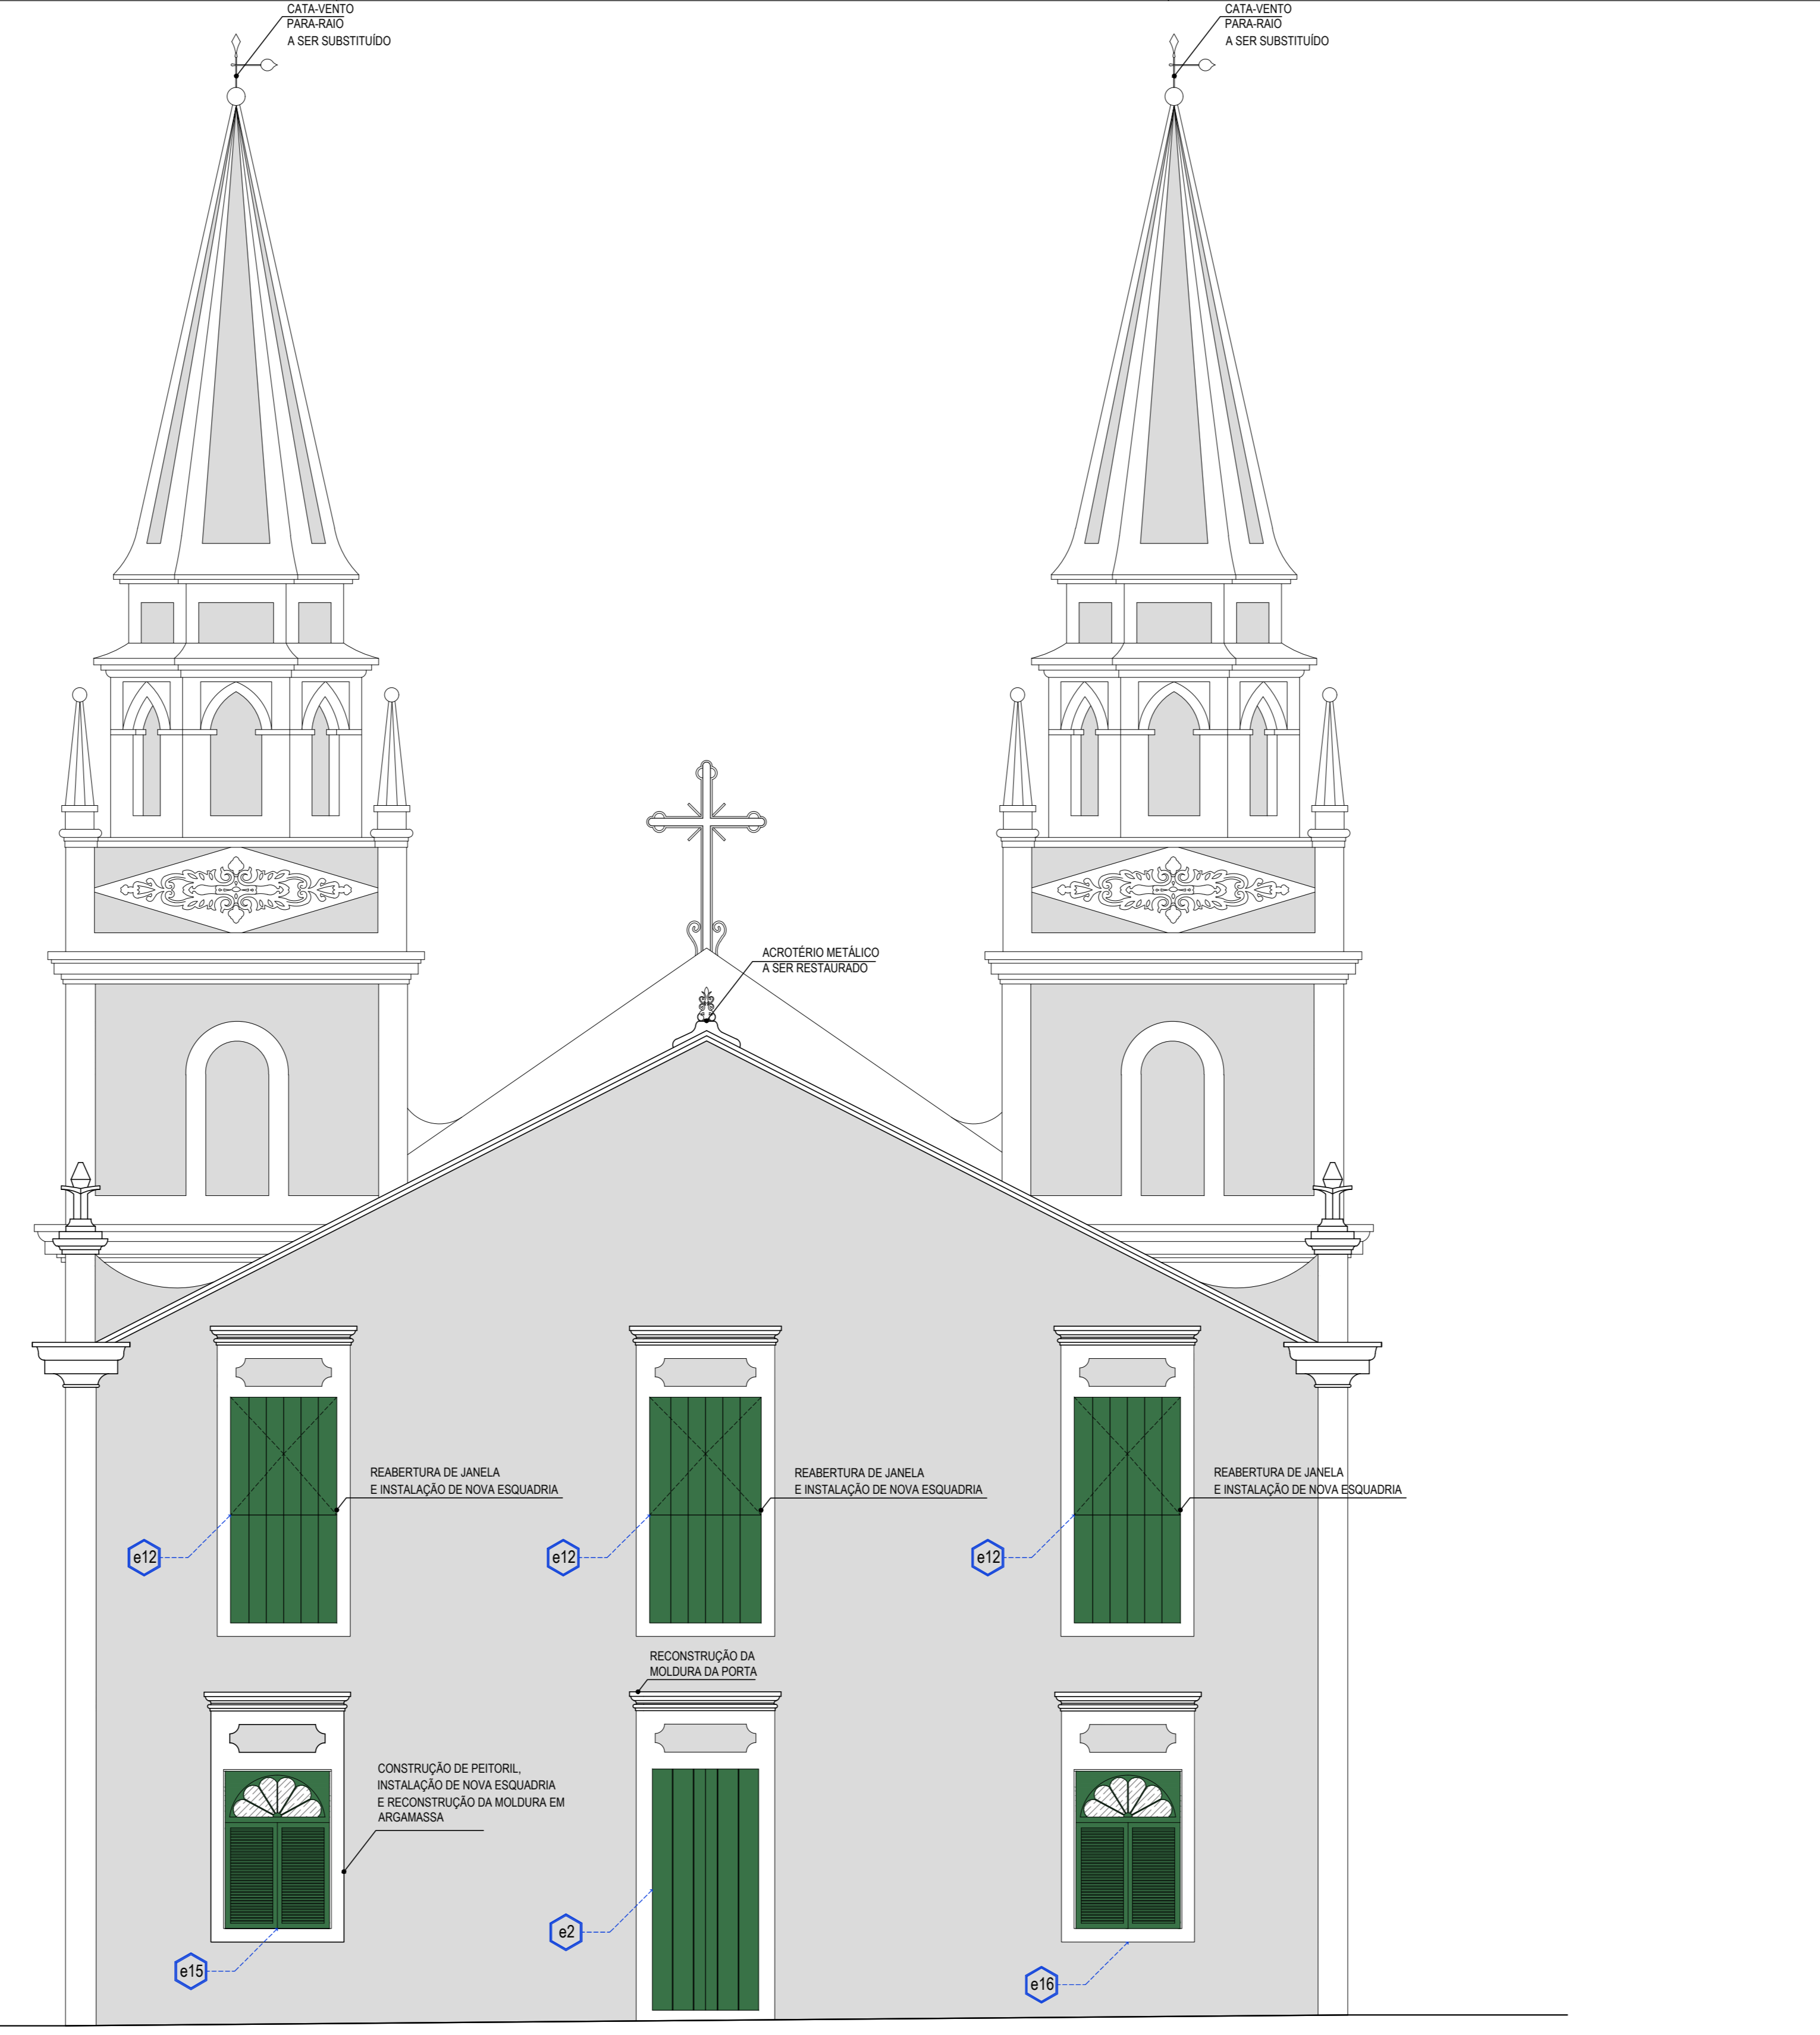 CATA-VENTO
PARA-RAIO
A SER SUBSTITUÍDO
CATA-VENTO
PARA-RAIO
A SER SUBSTITUÍDO
ACROTÉRIO METÁLICO
A SER RESTAURADO
REABERTURA DE JANELA
E INSTALAÇÃO DE NOVA ESQUADRIA
REABERTURA DE JANELA
E INSTALAÇÃO DE NOVA ESQUADRIA
REABERTURA DE JANELA
E INSTALAÇÃO DE NOVA ESQUADRIA
e12
e12
e12
RECONSTRUÇÃO DA
MOLDURA DA PORTA
CONSTRUÇÃO DE PEITORIL,
INSTALAÇÃO DE NOVA ESQUADRIA
E RECONSTRUÇÃO DA MOLDURA EM
ARGAMASSA
e2
e15
e16